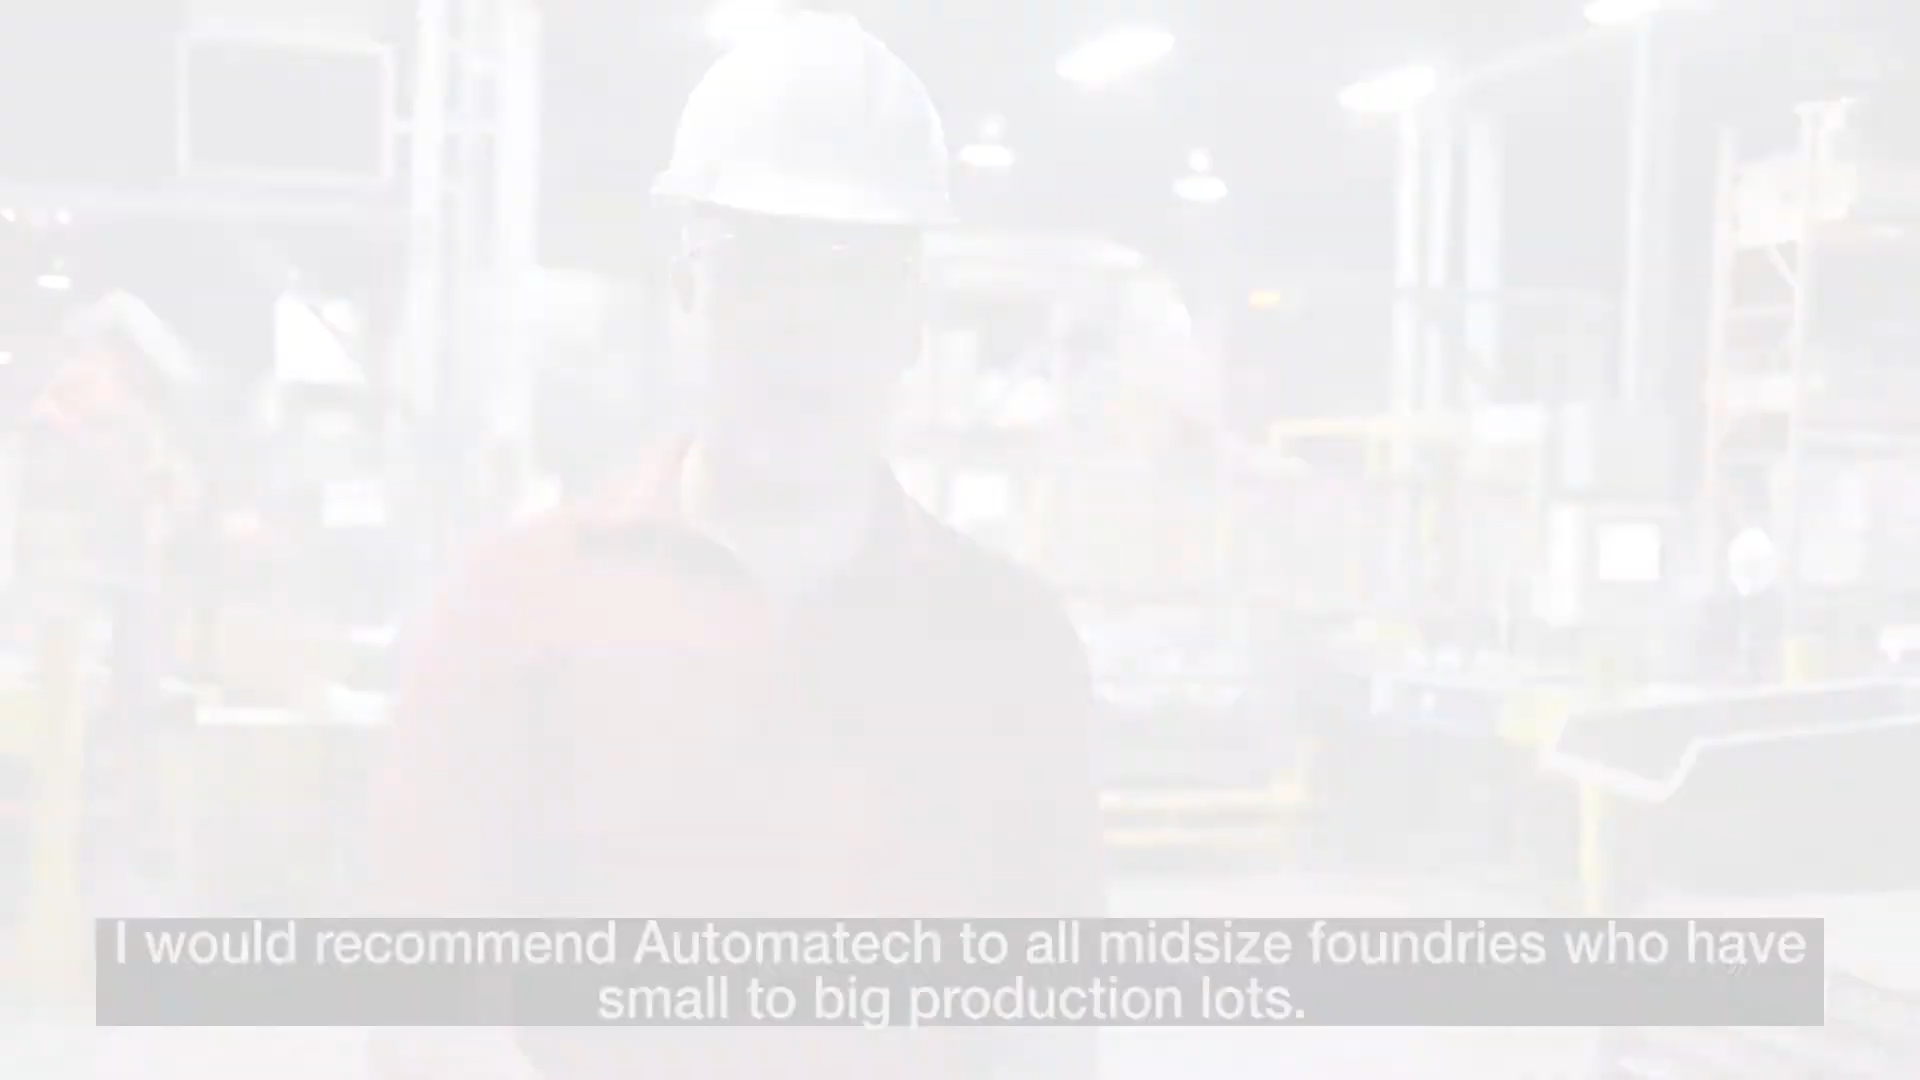 I would recommend Automatech to all midsize foundries who have
small to big production lots.